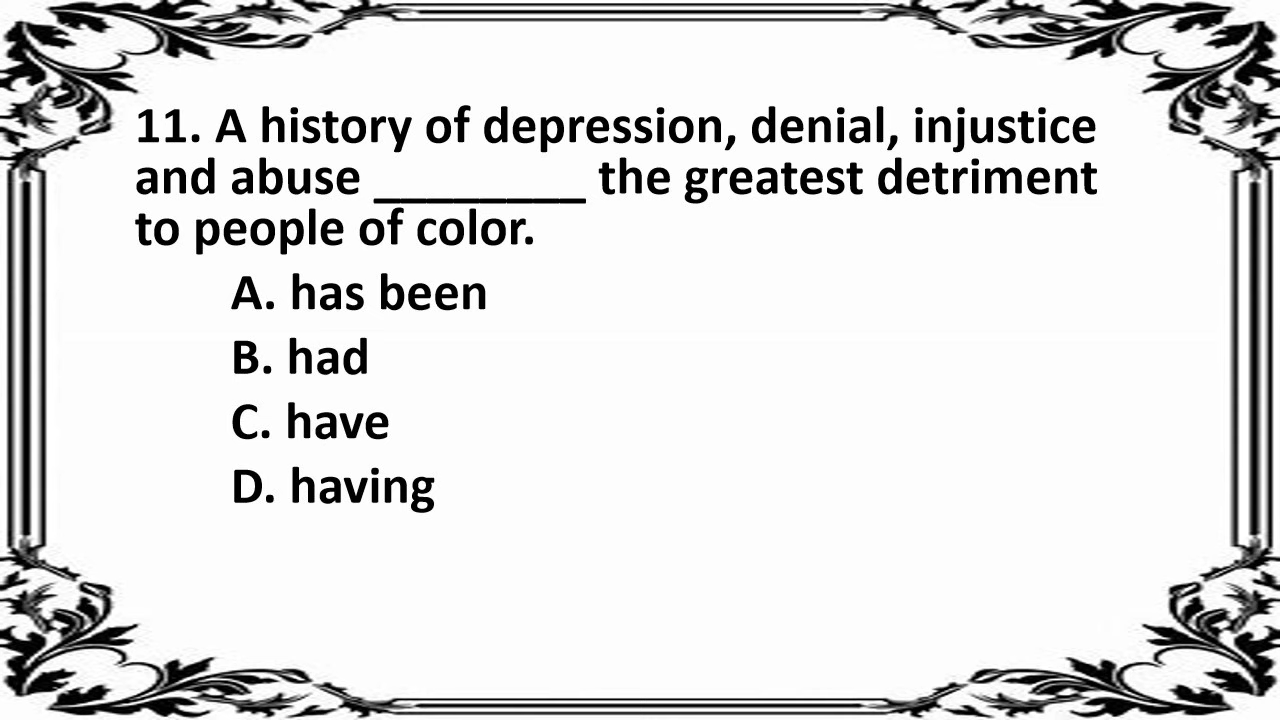 11. A history of depression, denial, injustice
and abuse ________ the greatest detriment
to people of color.
A. has been
B. had
C. have
D. having